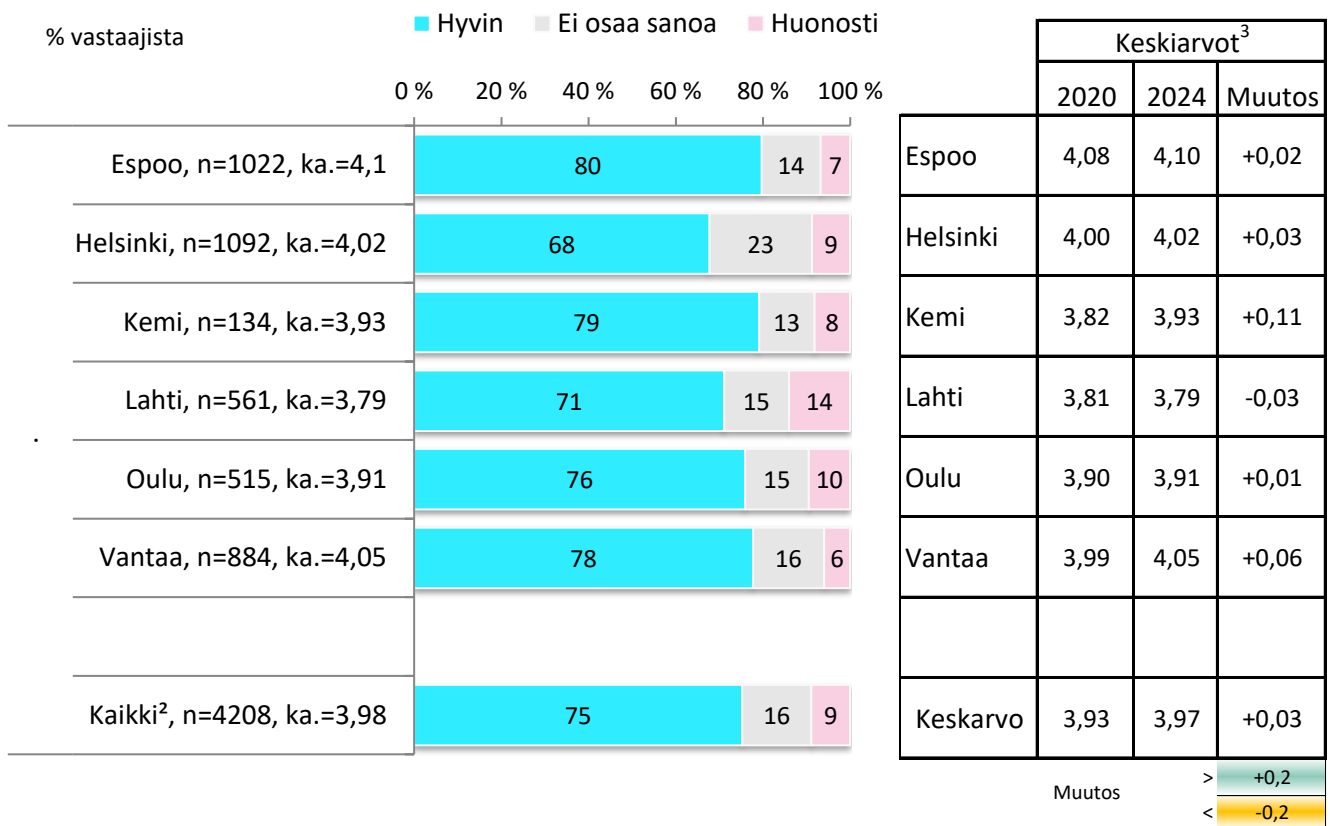 % vastaajista
Hyvin Ei osaa sanoa Huonosti
0 % 20 % 40 % 60 % 80 % 100 %
Espoo, n=1022, ka.=4,1 80 14 7
Helsinki, n=1092, ka.=4,02 68 23 9
Kemi, n=134, ka.=3,93 79 13 8
Lahti, n=561, ka.=3,79 71 15 14
.
Oulu, n=515, ka.=3,91 76 15 10
Vantaa, n=884, ka.=4,05 78 16 6
Kaikki², n=4208, ka.=3,98 75 16 9
Keskiarvot³
2020 2024 Muutos
Espoo 4,08 4,10 +0,02
Helsinki 4,00 4,02 +0,03
Kemi 3,82 3,93 +0,11
Lahti 3,81 3,79 -0,03
Oulu 3,90 3,91 +0,01
Vantaa 3,99 4,05 +0,06
Keskarvo 3,93 3,97 +0,03
Muutos
> +0,2
< -0,2